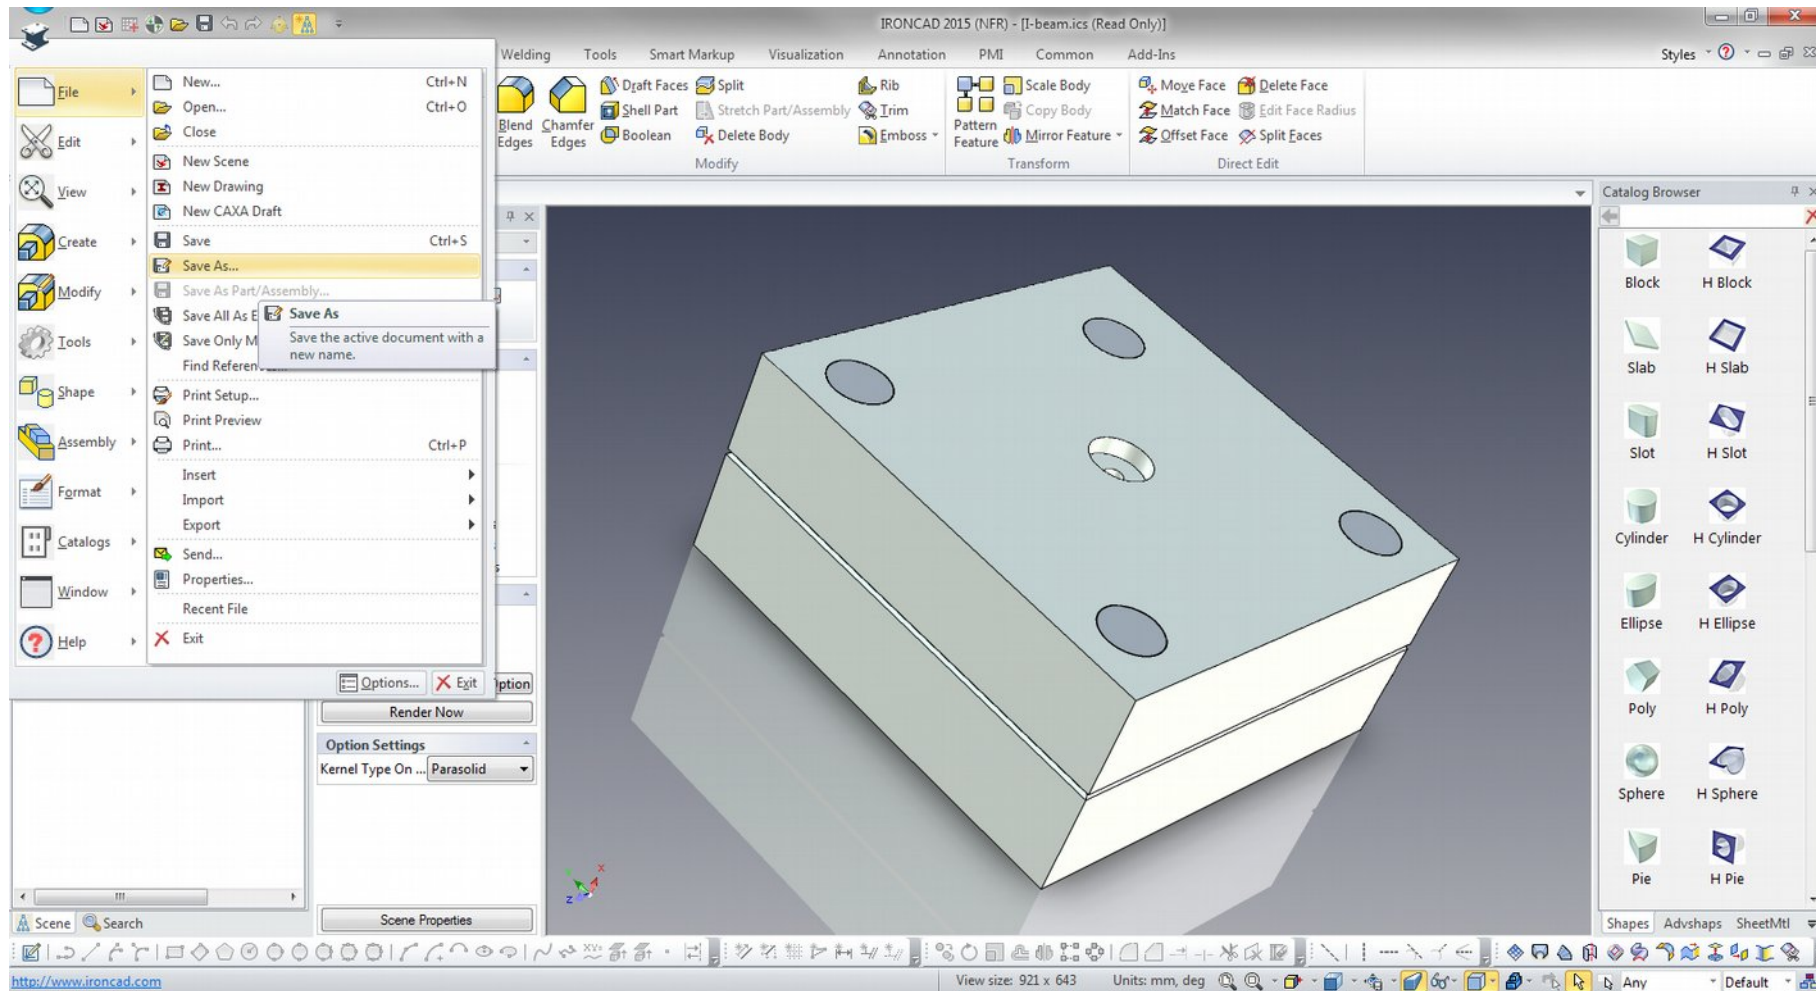 IRONCAD 2015 (NFR) - [I-beam.ics (Read Only)]
Welding Tools Smart Markup Visualization Annotation PMI Common Add-Ins
Styles
File
Edit
View
Create
Modify
Tools
Shape
Assembly
Format
Catalogs
Window
Help
New... Ctrl+N
Open... Ctrl+O
Close
New Scene
New Drawing
New CAXA Draft
Save Ctrl+S
Save As...
Save As Part/Assembly...
Save All As E
Save Only M
Find Referen
Print Setup...
Print Preview
Print... Ctrl+P
Insert
Import
Export
Send...
Properties...
Recent File
Exit
Save As
Save the active document with a
new name.
Options... Exit
Blend
Edges
Chamfer
Edges
Draft Faces
Shell Part
Boolean
Split
Stretch Part/Assembly
Delete Body
Rib
Trim
Emboss
Modify
Pattern
Feature
Scale Body
Copy Body
Mirror Feature
Transform
Move Face
Match Face
Offset Face
Delete Face
Edit Face Radius
Split Faces
Direct Edit
ption
Render Now
Option Settings
Kernel Type On ... Parasolid
Scene Properties
Scene Search
X
Z
Catalog Browser
Block H Block
Slab H Slab
Slot H Slot
Cylinder H Cylinder
Ellipse H Ellipse
Poly H Poly
Sphere H Sphere
Pie H Pie
Shapes Advshaps SheetMtl
http://www.ironcad.com
View size: 921 x 643 Units: mm, deg
Any Default